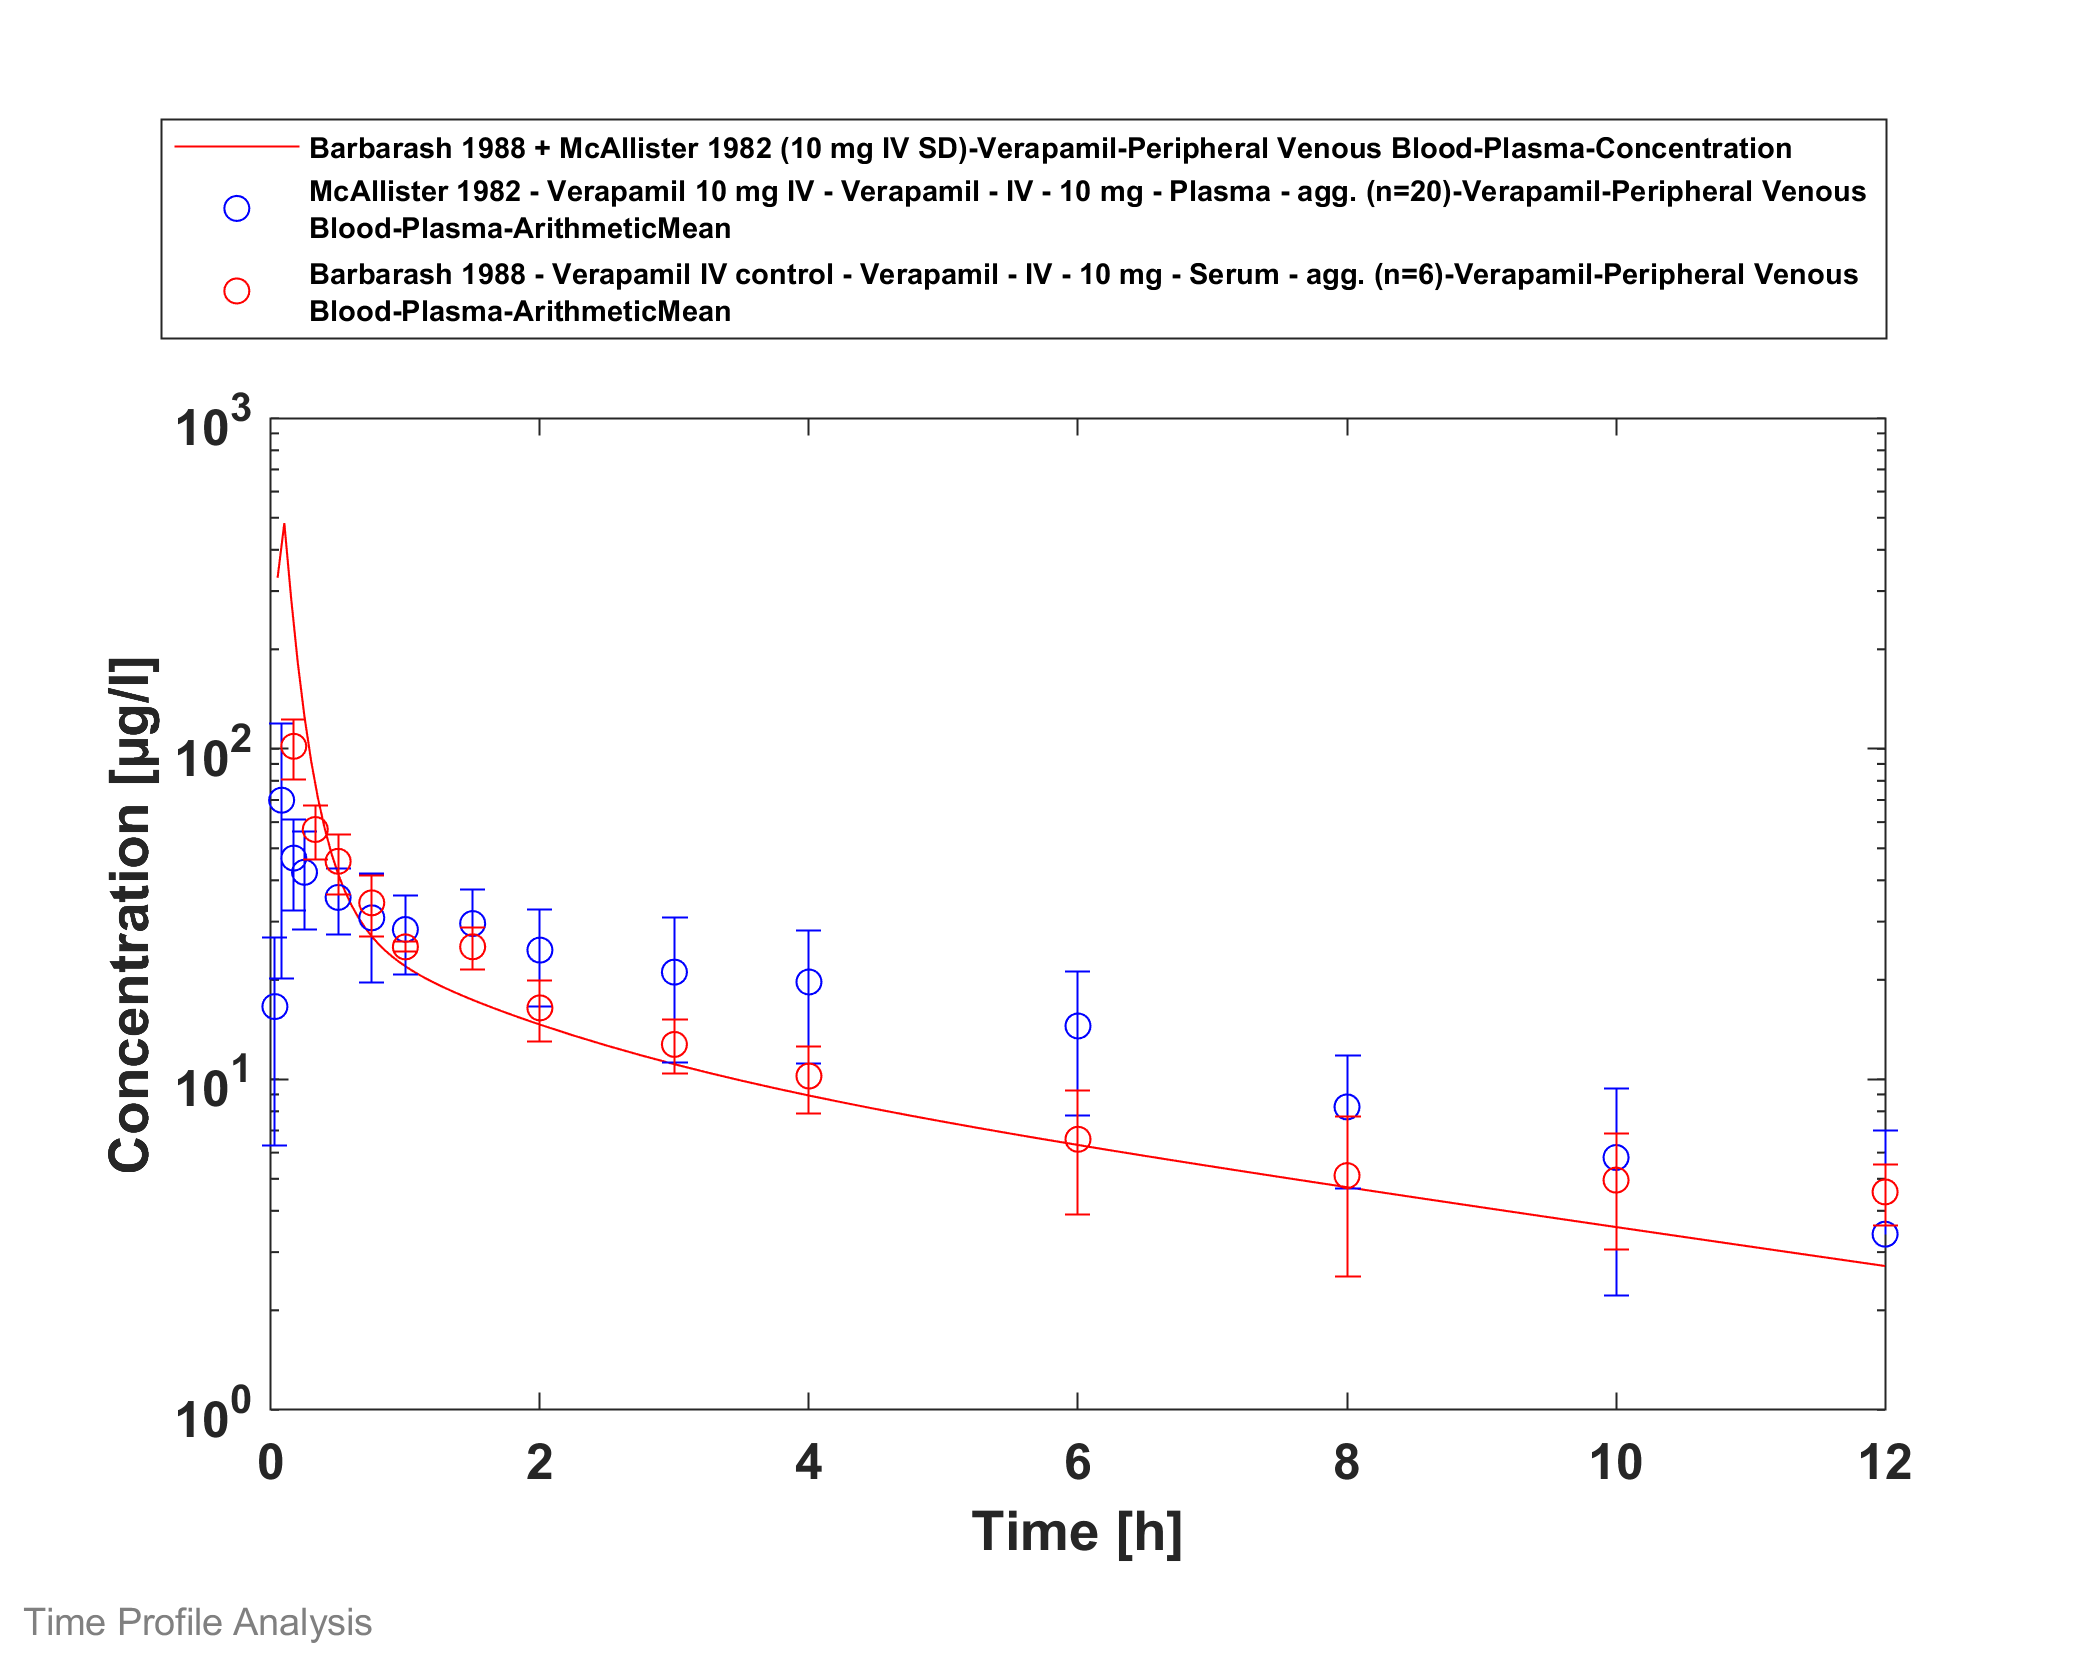 Barbarash 1988 + McAllister 1982 (10 mg IV SD)-Verapamil-Peripheral Venous Blood-Plasma-Concentration
McAllister 1982 - Verapamil 10 mg IV - Verapamil - IV - 10 mg - Plasma - agg. (n=20)-Verapamil-Peripheral Venous
Blood-Plasma-ArithmeticMean
Barbarash 1988 - Verapamil IV control - Verapamil - IV - 10 mg - Serum - agg. (n=6)-Verapamil-Peripheral Venous
Blood-Plasma-ArithmeticMean
10³
10²
10¹
10⁰
Concentration [µg/l]
0 2 4 6 8 10 12
Time [h]
Time Profile Analysis